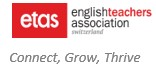 etas englishteachers
association
switzerland
Connect, Grow, Thrive